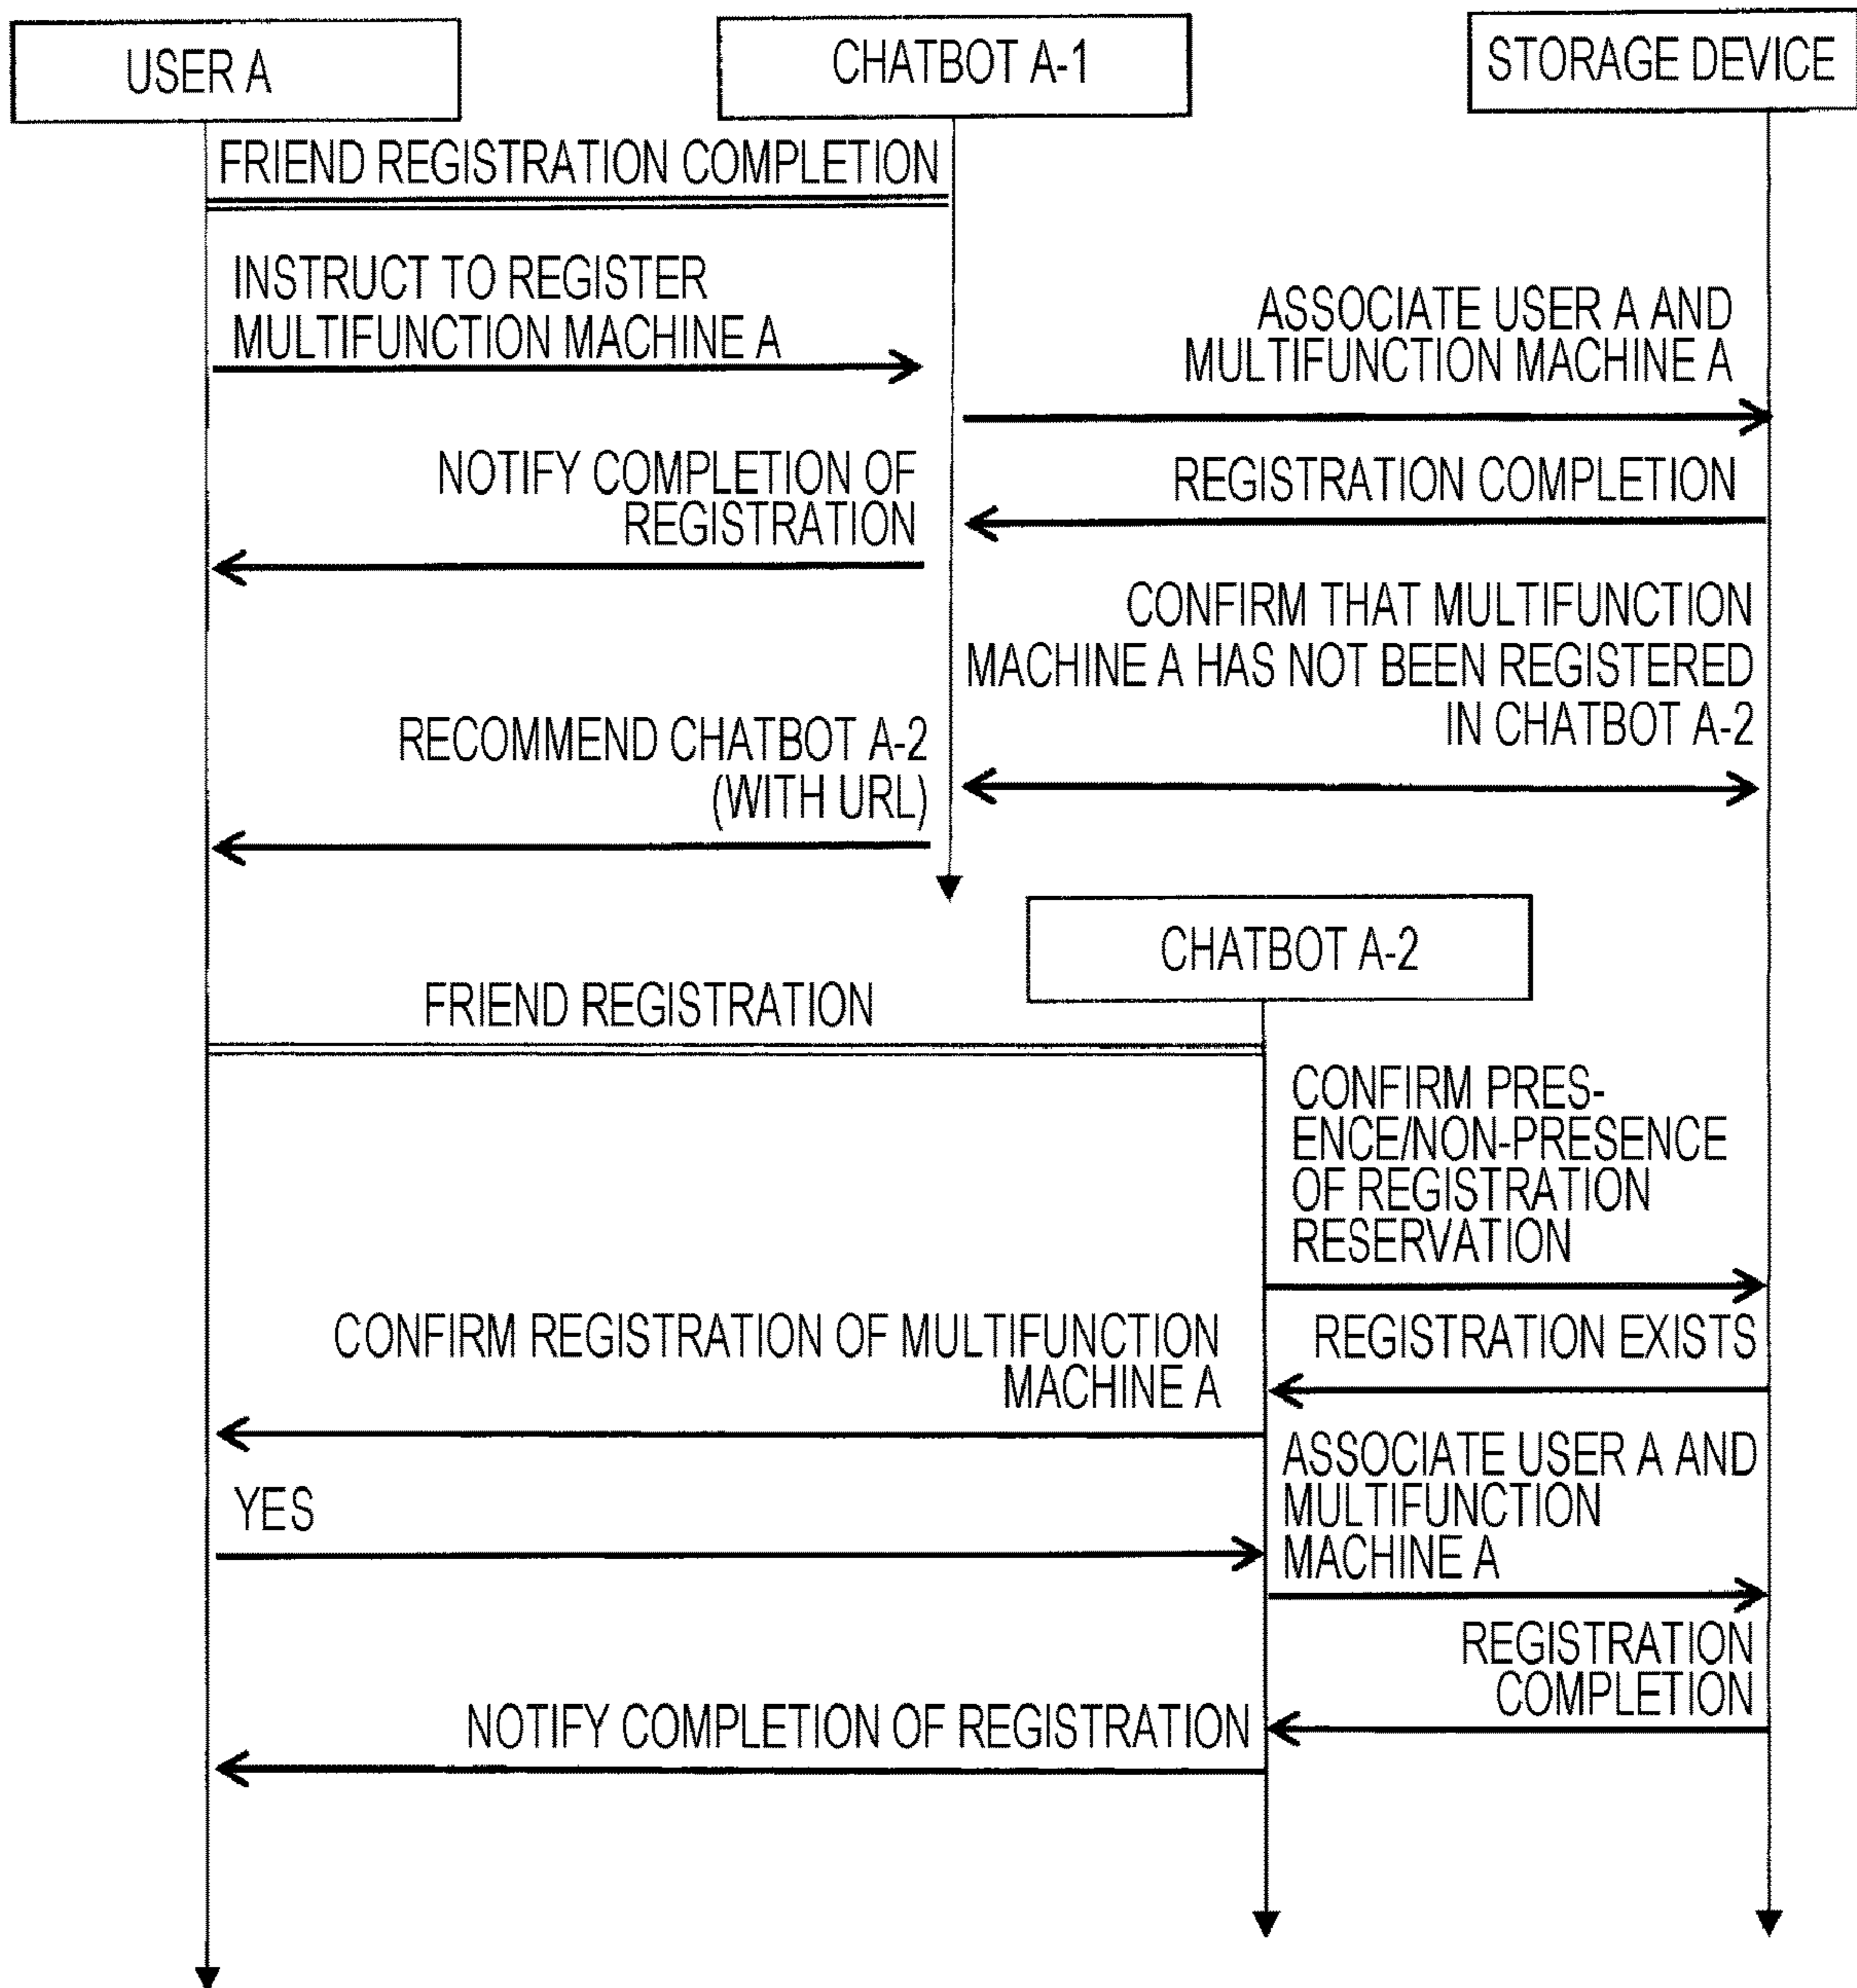 USER A
CHATBOT A-1
STORAGE DEVICE
FRIEND REGISTRATION COMPLETION
INSTRUCT TO REGISTER
MULTIFUNCTION MACHINE A
ASSOCIATE USER A AND
MULTIFUNCTION MACHINE A
NOTIFY COMPLETION OF
REGISTRATION
REGISTRATION COMPLETION
CONFIRM THAT MULTIFUNCTION
MACHINE A HAS NOT BEEN REGISTERED
IN CHATBOT A-2
RECOMMEND CHATBOT A-2
(WITH URL)
CHATBOT A-2
FRIEND REGISTRATION
CONFIRM PRES-
ENCE/NON-PRESENCE
OF REGISTRATION
RESERVATION
REGISTRATION EXISTS
CONFIRM REGISTRATION OF MULTIFUNCTION
MACHINE A
YES
ASSOCIATE USER A AND
MULTIFUNCTION
MACHINE A
REGISTRATION
COMPLETION
NOTIFY COMPLETION OF REGISTRATION